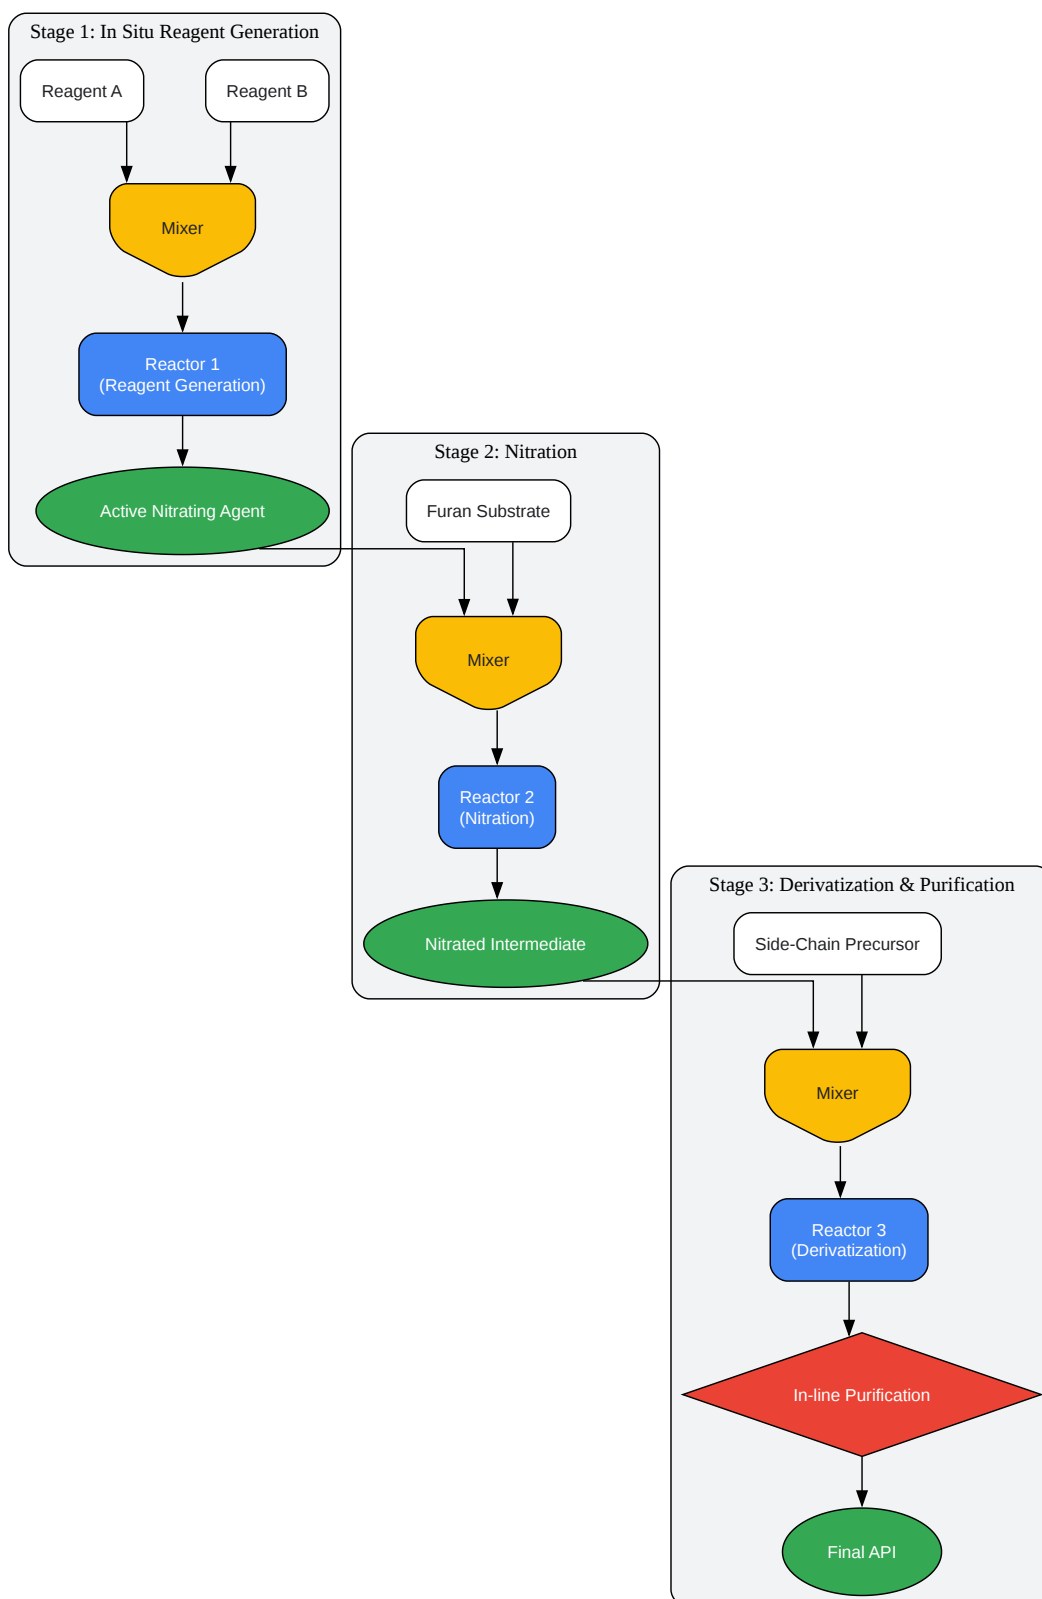 Stage 1: In Situ Reagent Generation
Reagent A
Reagent B
Mixer
Reactor 1
(Reagent Generation)
Active Nitrating Agent
Stage 2: Nitration
Furan Substrate
Mixer
Reactor 2
(Nitration)
Nitrated Intermediate
Stage 3: Derivatization & Purification
Side-Chain Precursor
Mixer
Reactor 3
(Derivatization)
In-line Purification
Final API